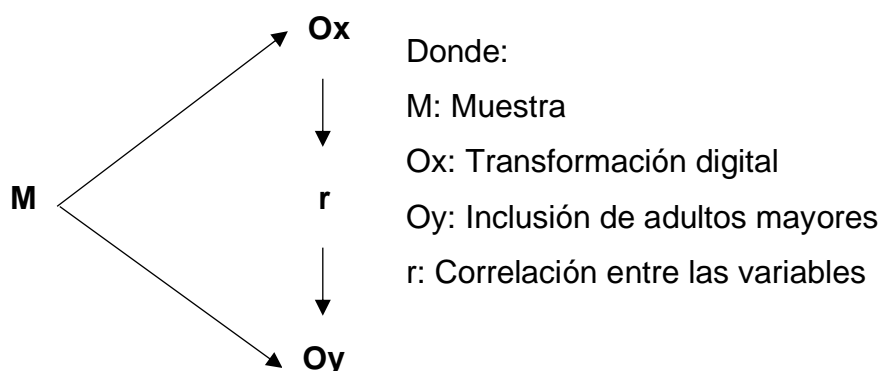 Ox
Donde:
M: Muestra
Ox: Transformación digital
M
r
Oy: Inclusión de adultos mayores
r: Correlación entre las variables
Oy